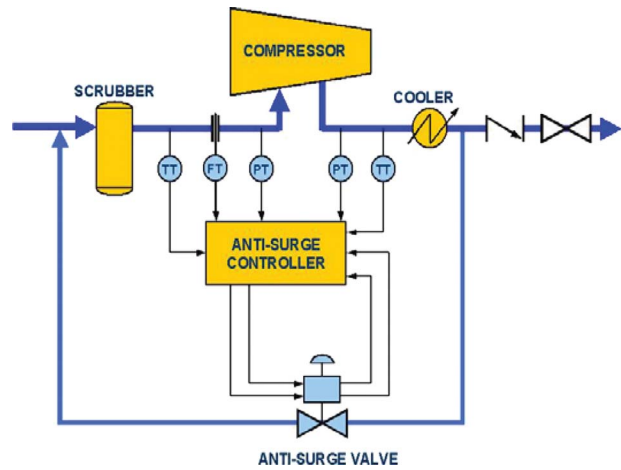 COMPRESSOR
SCRUBBER
COOLER
TT
FT
PT
PT
TT
ANTI-SURGE
CONTROLLER
ANTI-SURGE VALVE